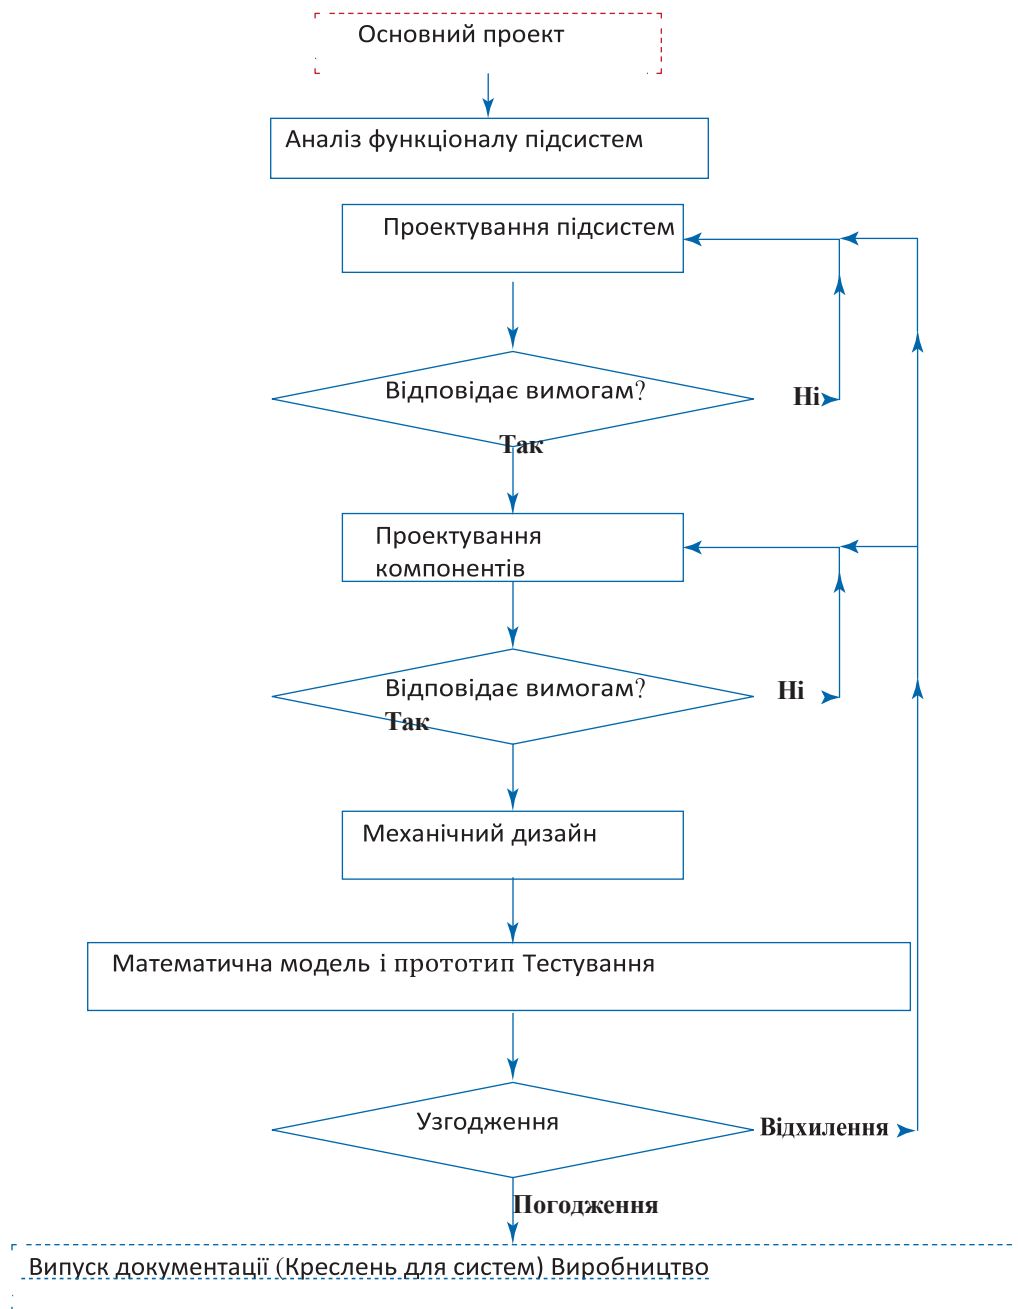 Основний проект
Аналіз функціоналу підсистем
Проектування підсистем
Відповідає вимогам?
Ні
Так
Проектування
компонентів
Відповідає вимогам?
Ні
Так
Механічний дизайн
Математична модель і прототип Тестування
Узгодження
Відхилення
Погодження
Випуск документації (Креслень для систем) Виробництво